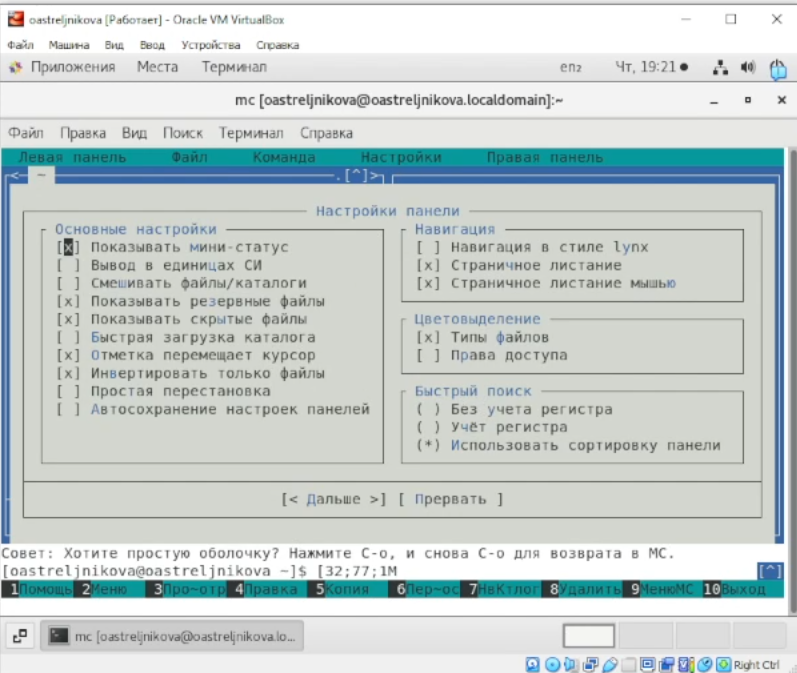 oastreljnikova [Работает] - Oracle VM VirtualBox
Файл Машина Вид Ввод Устройства Справка
Приложения Места Терминал en₂ Чт, 19:21
mc [oastreljnikova@oastreljnikova.localdomain]:~
Файл Правка Вид Поиск Терминал Справка
Левая панель Файл Команда Настройки Правая панель
<— ~ .[^]>
Настройки панели
Основные настройки
[x] Показывать мини-статус
[ ] Вывод в единицах СИ
[ ] Смешивать файлы/каталоги
[x] Показывать резервные файлы
[x] Показывать скрытые файлы
[ ] Быстрая загрузка каталога
[x] Отметка перемещает курсор
[x] Инвертировать только файлы
[ ] Простая перестановка
[ ] Автосохранение настроек панелей
Навигация
[ ] Навигация в стиле lynx
[x] Страничное листание
[x] Страничное листание мышью
Цветовыделение
[x] Типы файлов
[ ] Права доступа
Быстрый поиск
( ) Без учета регистра
( ) Учёт регистра
(*) Использовать сортировку панели
[< Дальше >] [ Прервать ]
Совет: Хотите простую оболочку? Нажмите C-o, и снова C-o для возврата в MC.
[oastreljnikova@oastreljnikova ~]$ [32;77;1M [^]
1Помощь 2Меню 3Про~отр 4Правка 5Копия 6Пер~ос 7НвКтлог 8Удалить 9МенюMC 10Выход
mc [oastreljnikova@oastreljnikova.lo...
Right Ctrl